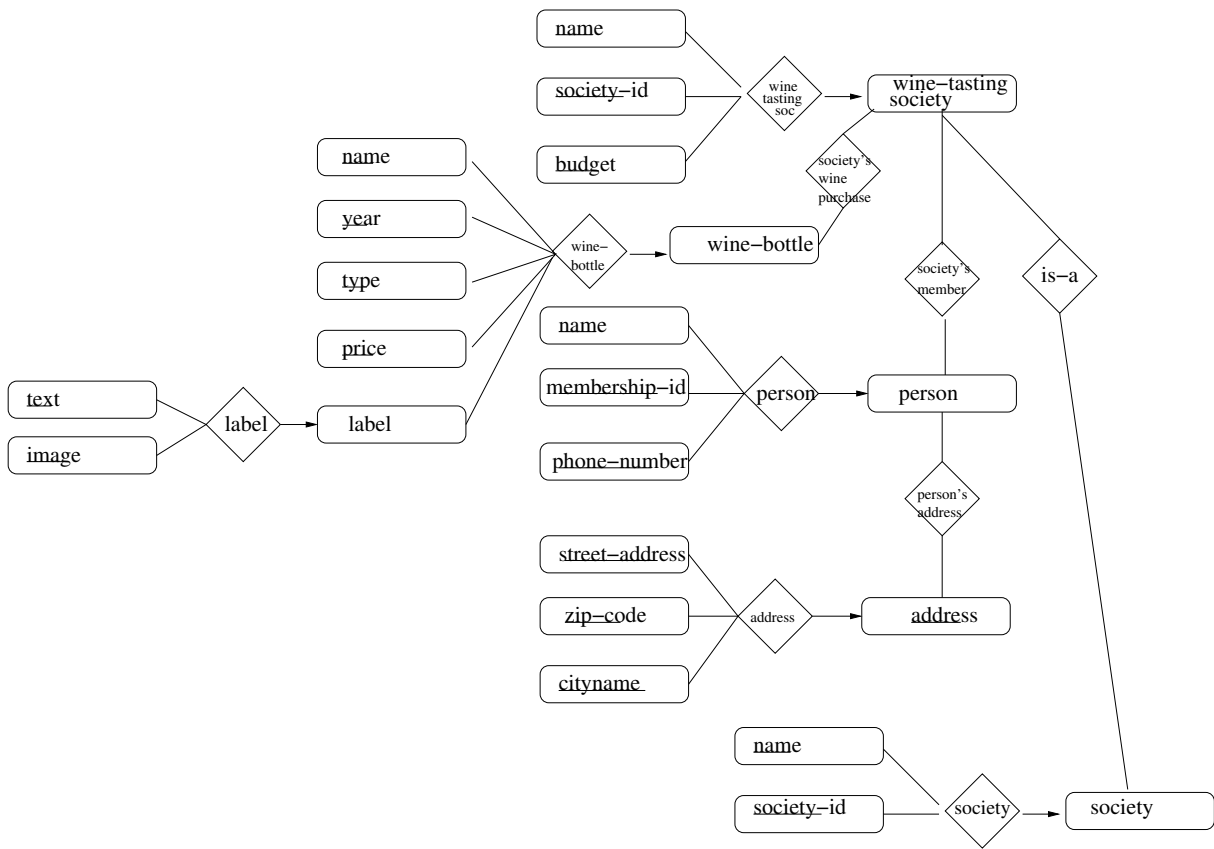 name
society−id
budget
wine
tasting
soc
wine−tasting
society
society's
wine
purchase
name
year
type
price
label
wine−
bottle
wine−bottle
society's
member
is−a
text
image
label
name
membership−id
phone−number
person
person
person's
address
street−address
zip−code
cityname
address
address
name
society−id
society
society